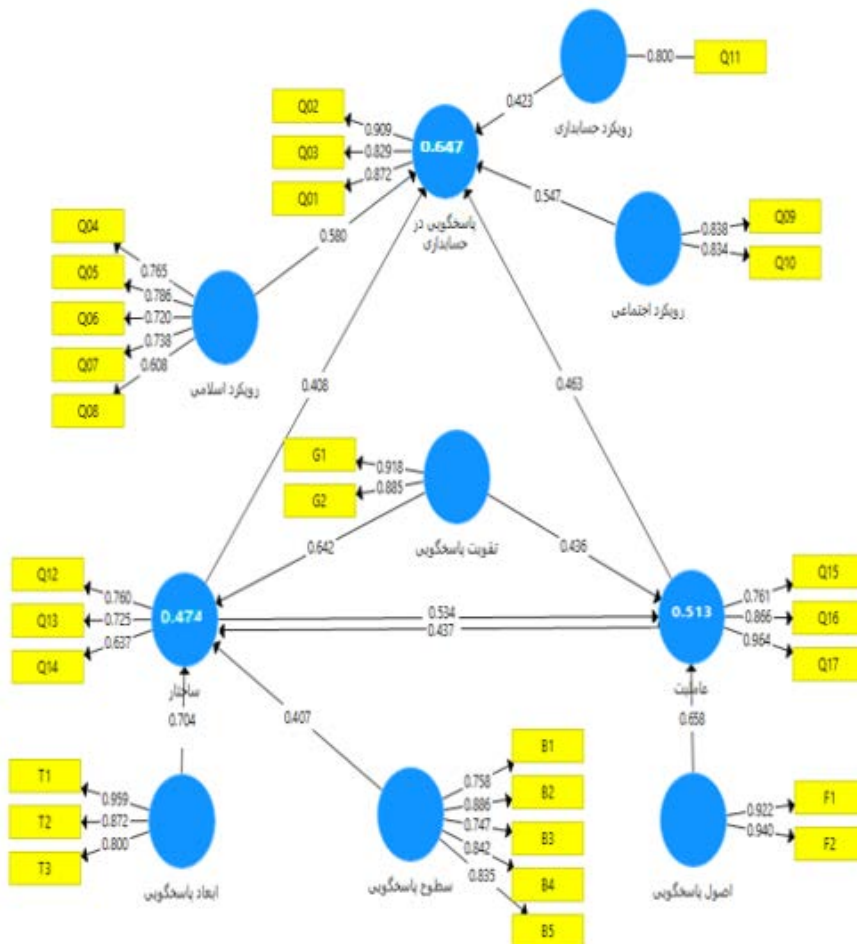 Q11
0.800
رویکرد حسابداری
0.423
Q02
Q03
Q01
0.909
0.829
0.872
0.647
پاسخگویی در
حسابداری
0.547
Q09
Q10
0.838
0.834
رویکرد اجتماعی
Q04
Q05
Q06
Q07
Q08
0.765
0.786
0.720
0.738
0.608
رویکرد اسلامی
0.580
0.408
0.463
G1
G2
0.918
0.885
تقویت پاسخگویی
0.642
0.436
Q12
Q13
Q14
0.760
0.725
0.637
0.474
ساختار
0.534
0.437
0.513
عاملیت
Q15
Q16
Q17
0.761
0.866
0.964
0.704
0.407
0.658
T1
T2
T3
0.959
0.872
0.800
ابعاد پاسخگویی
B1
B2
B3
B4
B5
0.758
0.886
0.747
0.842
0.835
سطوح پاسخگویی
F1
F2
0.922
0.940
اصول پاسخگویی